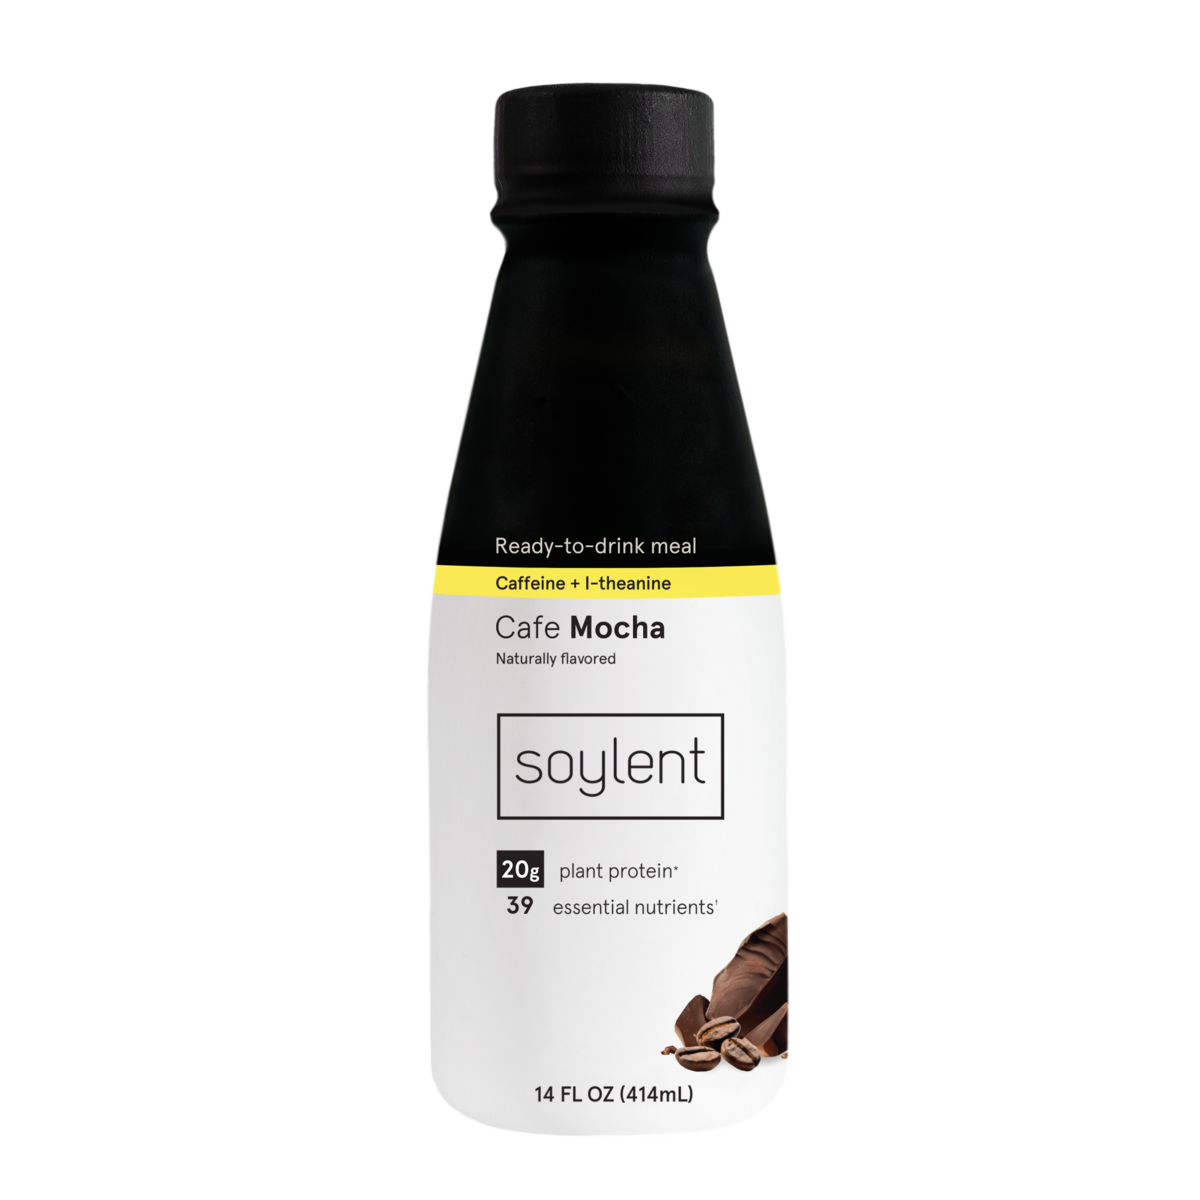 Ready-to-drink meal
Caffeine + l-theanine
Cafe Mocha
Naturally flavored
soylent
20g plant protein*
39 essential nutrients†
14 FL OZ (414mL)